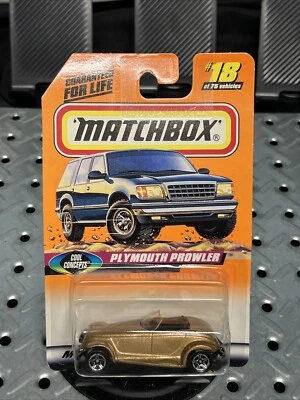 GUARANTEED
FOR LIFE
#18
of 75 vehicles
MATCHBOX®
COOL
CONCEPTS
PLYMOUTH PROWLER